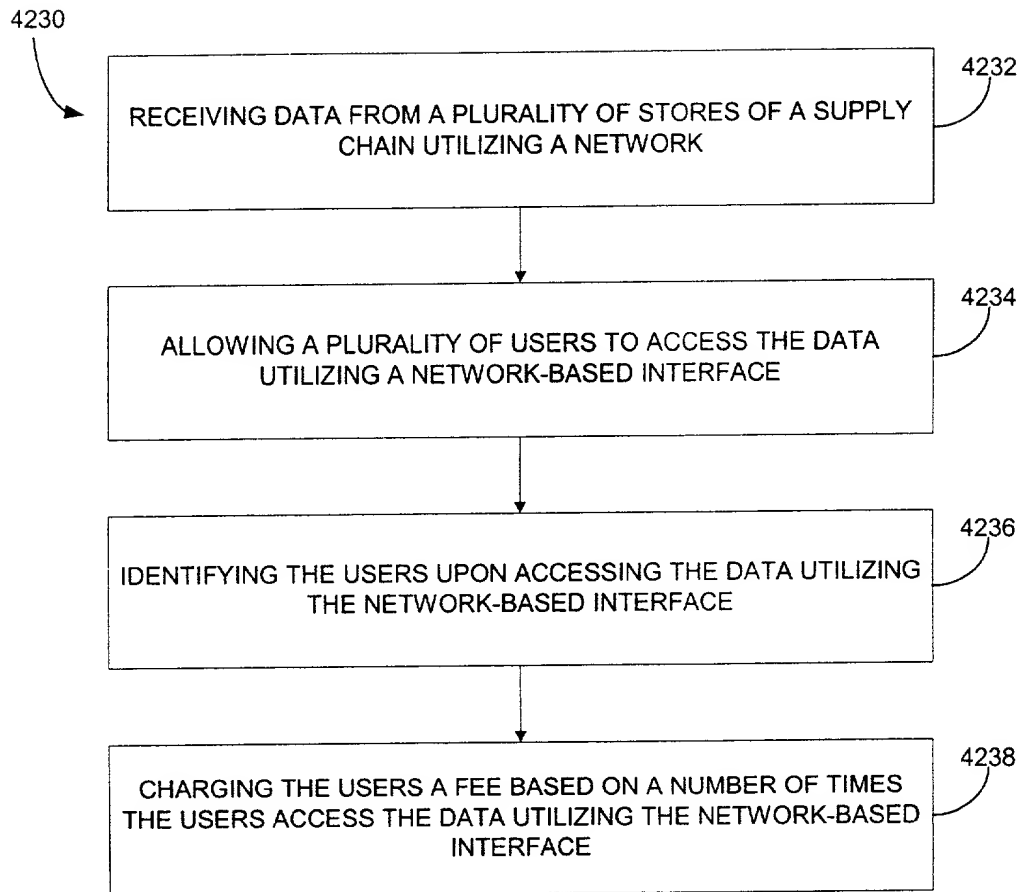 4230
4232
RECEIVING DATA FROM A PLURALITY OF STORES OF A SUPPLY
CHAIN UTILIZING A NETWORK
4234
ALLOWING A PLURALITY OF USERS TO ACCESS THE DATA
UTILIZING A NETWORK-BASED INTERFACE
4236
IDENTIFYING THE USERS UPON ACCESSING THE DATA UTILIZING
THE NETWORK-BASED INTERFACE
4238
CHARGING THE USERS A FEE BASED ON A NUMBER OF TIMES
THE USERS ACCESS THE DATA UTILIZING THE NETWORK-BASED
INTERFACE